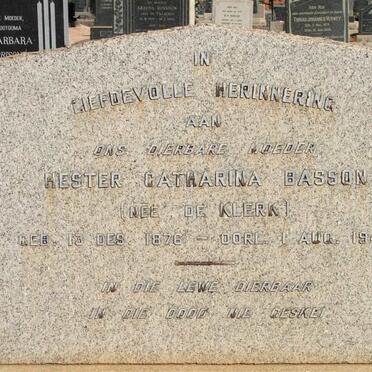 IN
LIEFDEVOLLE HERINNERING
AAN
ONS DIERBARE MOEDER
HESTER CATHARINA BASSON
(NEE DE KLERK)
GEB. 13 DES. 1876 — OORL. 1 AUG. 19
IN DIE LEWE DIERBAAR
IN DIE DOOD NIE GESKEI